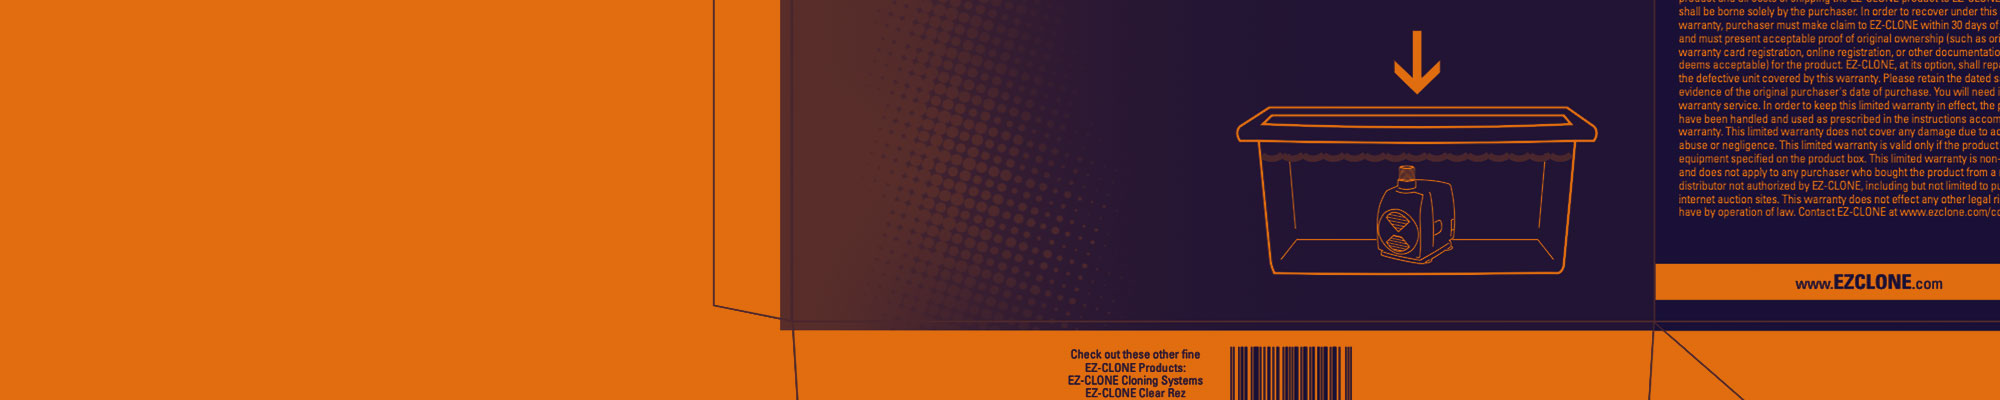 shall be borne solely by the purchaser. In order to recover under this
warranty, purchaser must make claim to EZ-CLONE within 30 days of
and must present acceptable proof of original ownership (such as
warranty card registration, online registration, or other
deems acceptable) for the product. EZ-CLONE, at its option, shall
the defective unit covered by this warranty. Please retain the dated
evidence of the original purchaser's date of purchase. You will need
warranty service. In order to keep this limited warranty in effect, the
have been handled and used as prescribed in the instructions
warranty. This limited warranty does not cover any damage due to
abuse or negligence. This limited warranty is valid only if the product
equipment specified on the product box. This limited warranty is non-
and does not apply to any purchaser who bought the product from a
distributor not authorized by EZ-CLONE, including but not limited to
internet auction sites. This warranty does not effect any other legal
have by operation of law. Contact EZ-CLONE at www.ezclone.com/
www.EZCLONE.com
Check out these other fine
EZ-CLONE Products:
EZ-CLONE Cloning Systems
EZ-CLONE Clear Rez